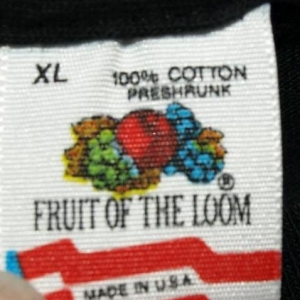 XL
100% COTTON
PRESHRUNK
®
FRUIT OF THE LOOM
MADE IN U.S.A.